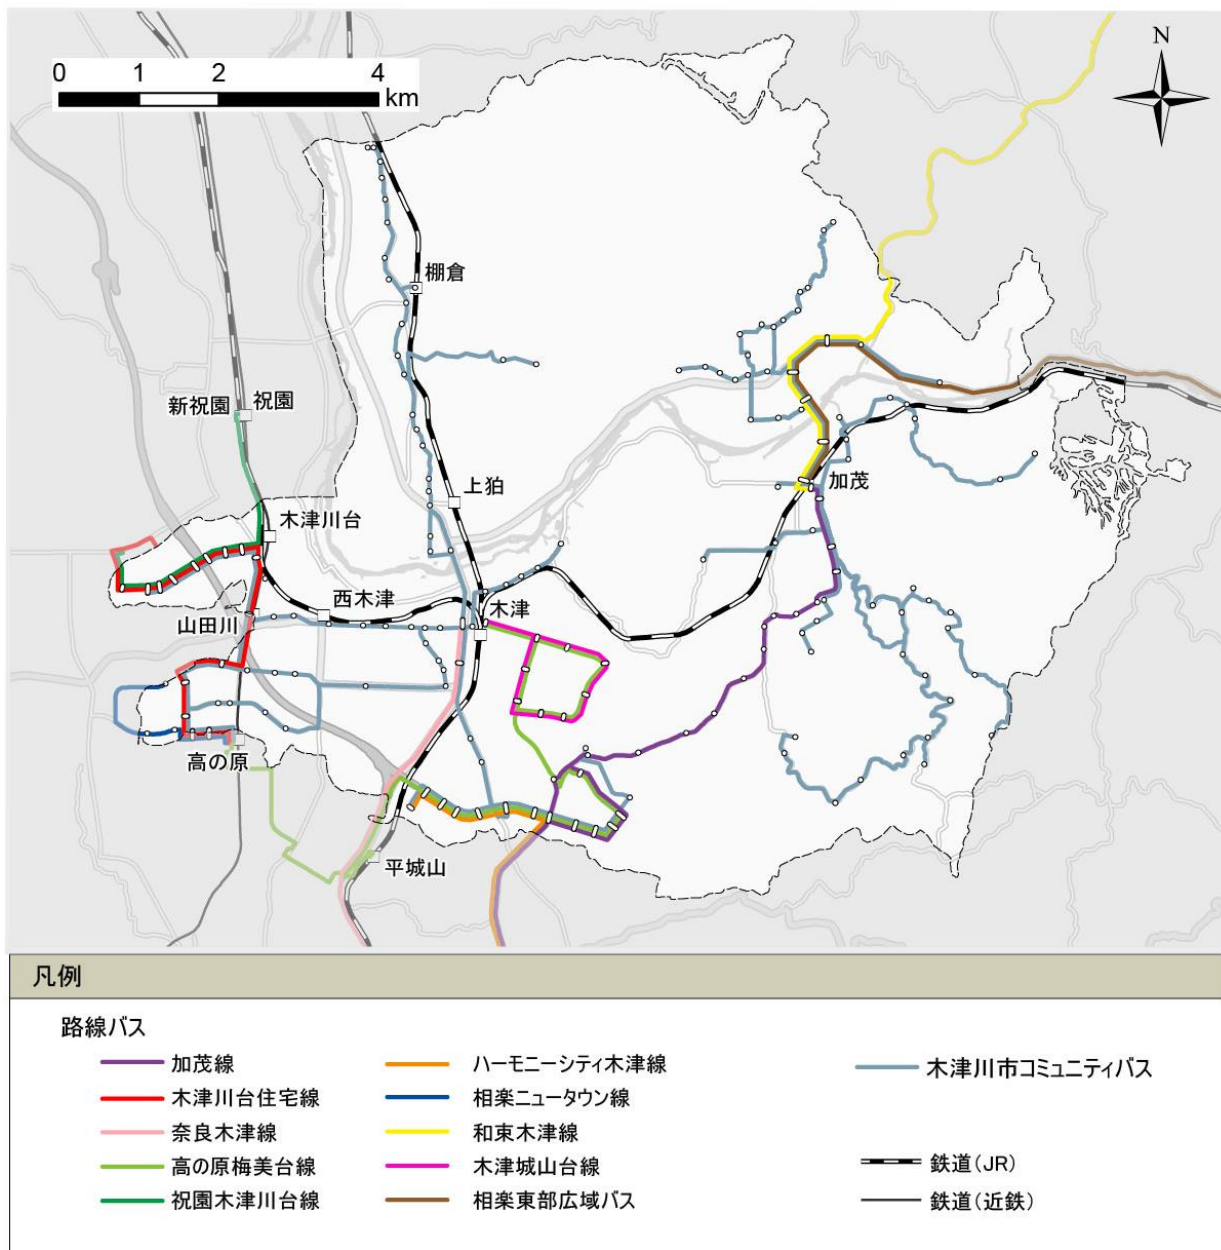 0 1 2 4
km
N
棚倉
新祝園 祝園
上狛
加茂
木津川台
西木津
木津
山田川
高の原
平城山
凡例
路線バス
加茂線 ハーモニーシティ木津線 木津川市コミュニティバス
木津川台住宅線 相楽ニュータウン線
奈良木津線 和束木津線 鉄道(JR)
高の原梅美台線 木津城山台線
祝園木津川台線 相楽東部広域バス 鉄道(近鉄)